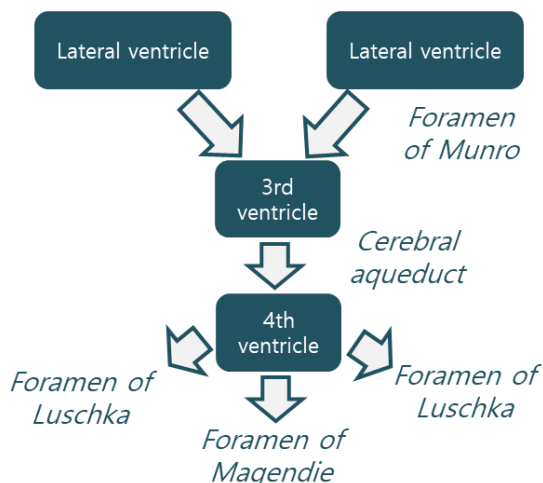 Lateral ventricle
Lateral ventricle
Foramen
of Munro
3rd
ventricle
Cerebral
aqueduct
4th
ventricle
Foramen of
Luschka
Foramen of
Luschka
Foramen of
Magendie